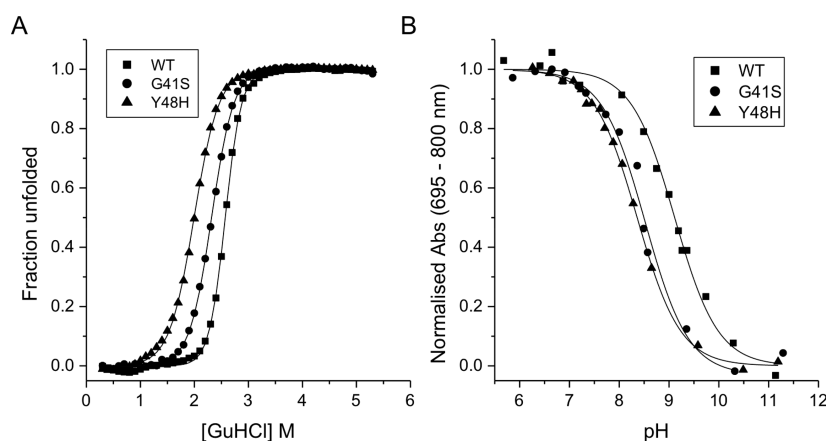 A
WT
G41S
Y48H
Fraction unfolded
1.0
0.8
0.6
0.4
0.2
0.0
0 1 2 3 4 5 6
[GuHCl] M
B
WT
G41S
Y48H
Normalised Abs (695 - 800 nm)
1.0
0.8
0.6
0.4
0.2
0.0
5 6 7 8 9 10 11 12
pH